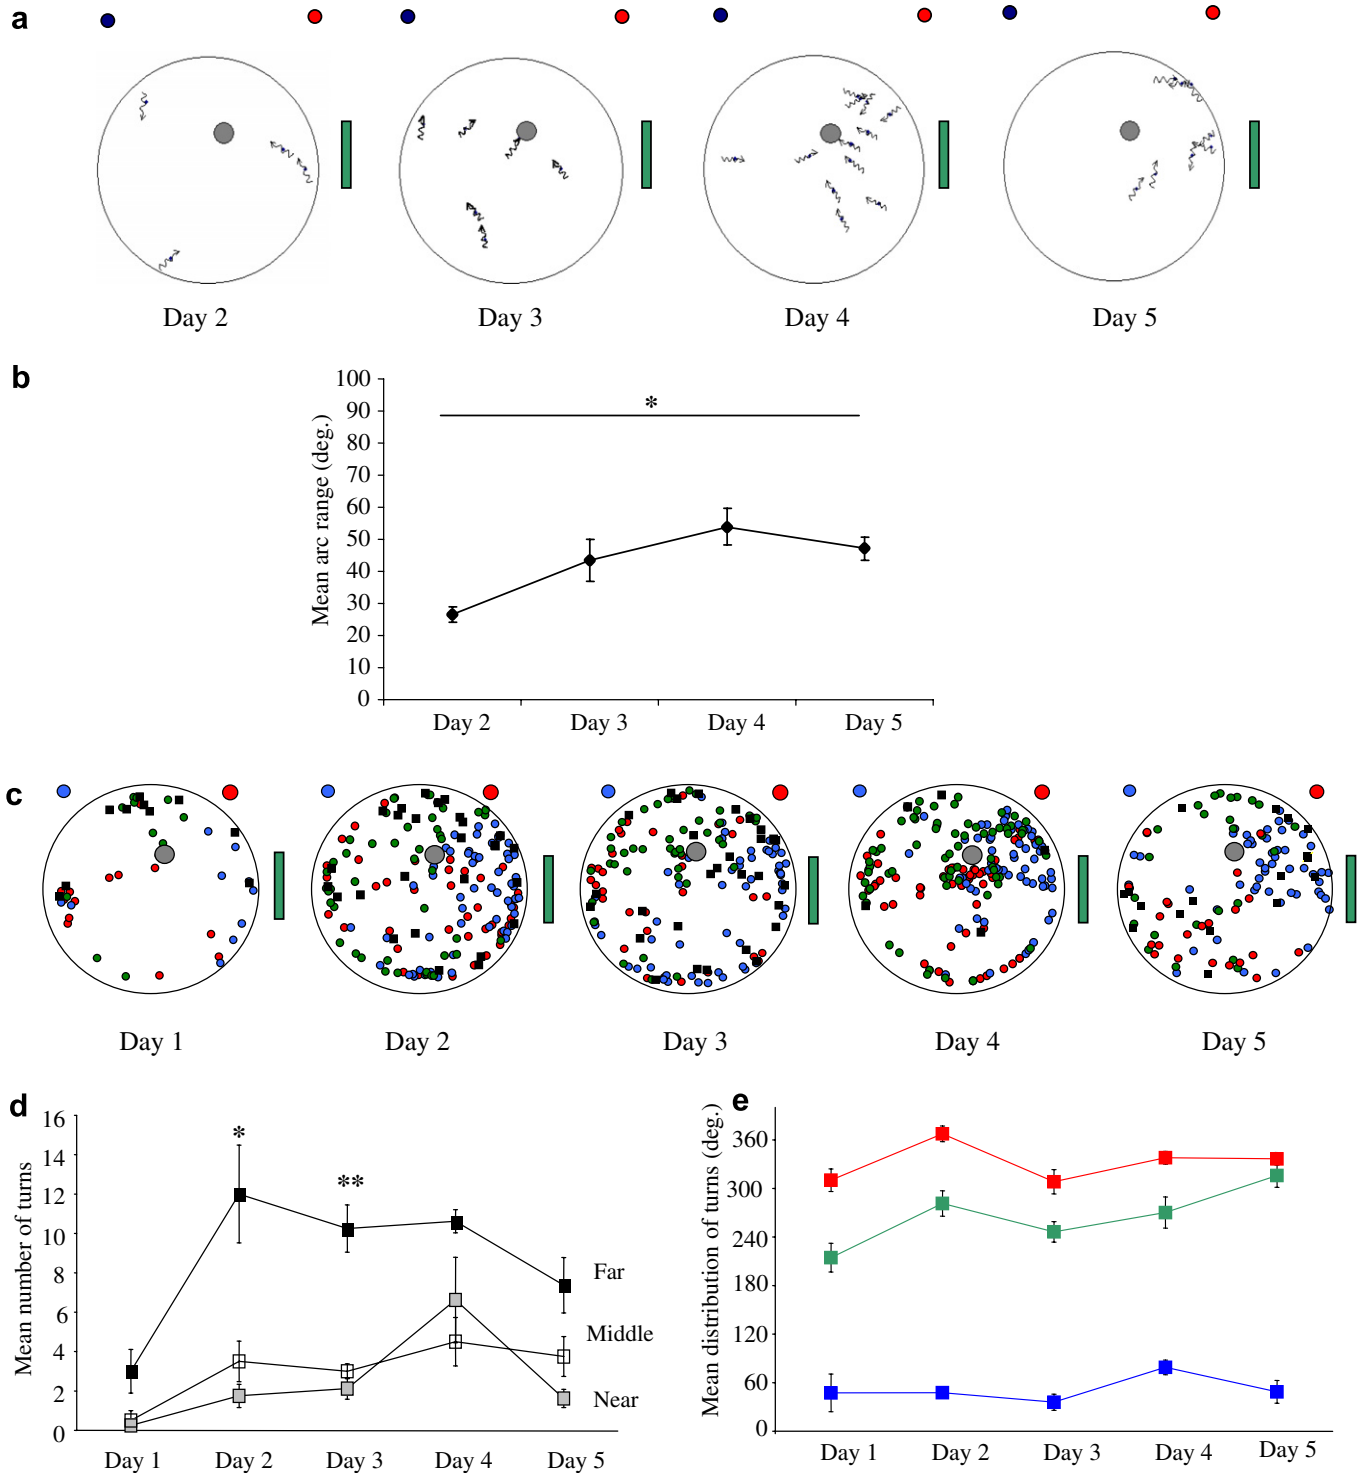 a
Day 2
Day 3
Day 4
Day 5
b
Mean arc range (deg.)
100
90
80
70
60
50
40
30
20
10
0
*
Day 2
Day 3
Day 4
Day 5
c
Day 1
Day 2
Day 3
Day 4
Day 5
d
Mean number of turns
16
14
12
10
8
6
4
2
0
*
**
Far
Middle
Near
Day 1
Day 2
Day 3
Day 4
Day 5
e
Mean distribution of turns (deg.)
360
300
240
180
120
60
0
Day 1
Day 2
Day 3
Day 4
Day 5